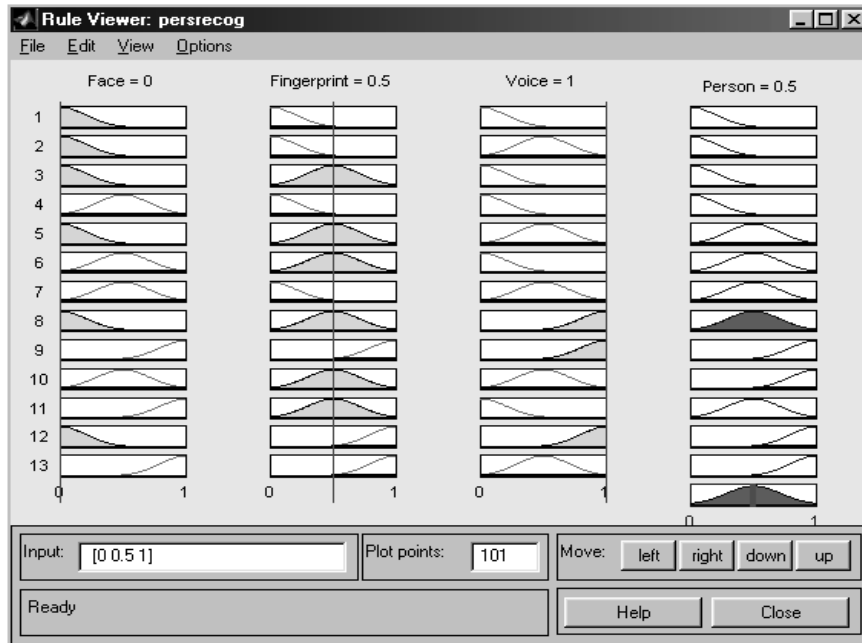 Rule Viewer: persrecog
File Edit View Options
Face = 0 Fingerprint = 0.5 Voice = 1 Person = 0.5
1
2
3
4
5
6
7
8
9
10
11
12
13
0 1 0 1 0 1
0 1
Input: [0 0.5 1] Plot points: 101 Move: left right down up
Ready Help Close